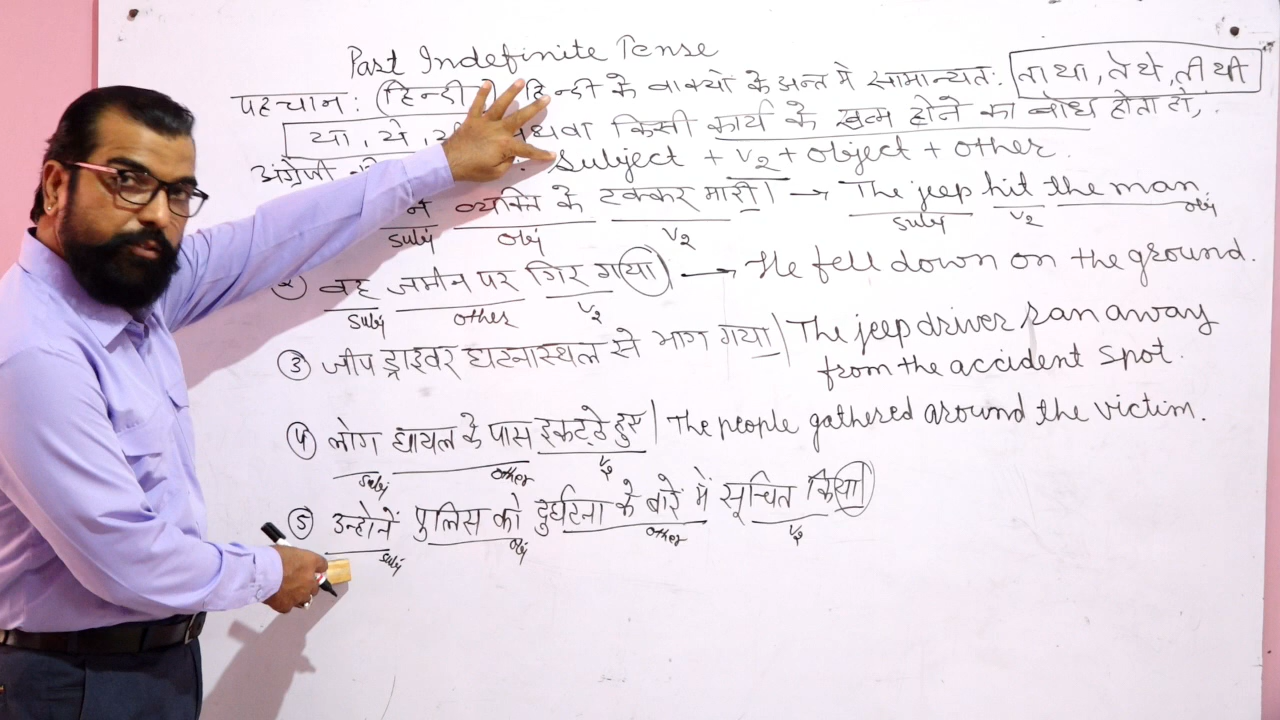 Past Indefinite Tense
पहचान: (हिन्दी हिन्दी के वाक्यों के अन्त मे सामान्यत: ता था, ते थे, ती थी
या, ये, अथवा किसी कार्य के खत्म होने का बोध होता हो,
अंग्रेजी Subject + V2 + object + other.
ने व्यक्ति के टक्कर मारी। → The jeep hit the man.
subj obj V2 subj V2 obj
वह जमीन पर गिर गया। → He fell down on the ground.
subj other V2
③ जीप ड्राइवर घटनास्थल से भाग गया| The jeep driver ran away
from the accident spot.
④ लोग घायल के पास इकट्ठे हुए| The people gathered around the victim.
subj other V2
⑤ उन्होनें पुलिस को दुर्घटना के बारे में सूचित किया।
subj obj other V2